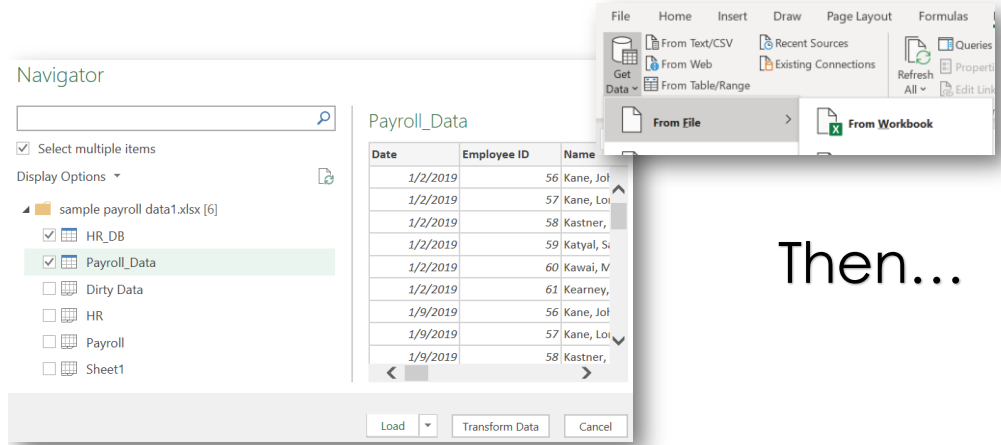 File Home Insert Draw Page Layout Formulas
Get Data
From Text/CSV
From Web
From Table/Range
Recent Sources
Existing Connections
Refresh All
Queries
Edit
From File
From Workbook
Navigator
Select multiple items
Display Options
sample payroll data1.xlsx [6]
HR_DB
Payroll_Data
Dirty Data
HR
Payroll
Sheet1
Payroll_Data
Date Employee ID Name
1/2/2019 56 Kane,
1/2/2019 57 Kane,
1/2/2019 58 Kastner,
1/2/2019 59 Katyal,
1/2/2019 60 Kawai, M
1/2/2019 61 Kearney,
1/9/2019 56 Kane,
1/9/2019 57 Kane,
1/9/2019 58 Kastner,
Load Transform Data Cancel
Then...